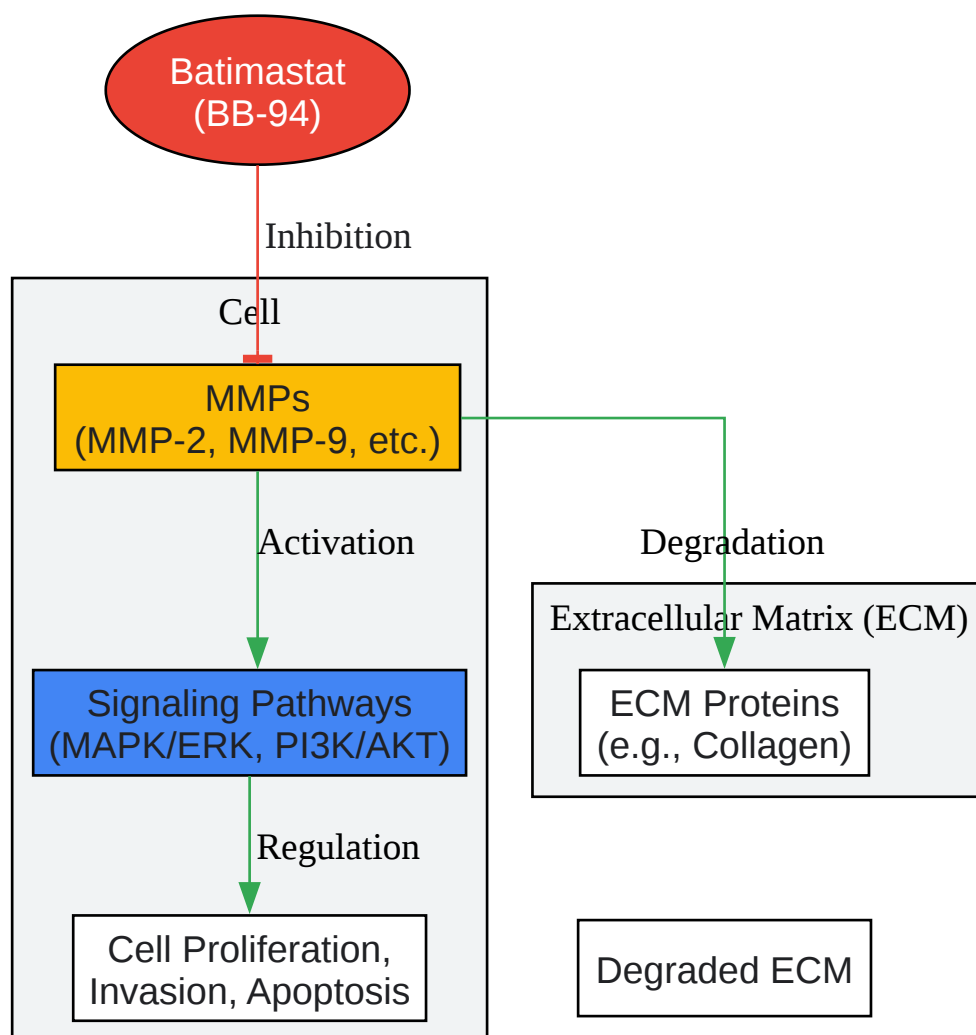 Batimastat
(BB-94)
Inhibition
Cell
MMPs
(MMP-2, MMP-9, etc.)
Activation
Degradation
Extracellular Matrix (ECM)
Signaling Pathways
(MAPK/ERK, PI3K/AKT)
ECM Proteins
(e.g., Collagen)
Regulation
Cell Proliferation,
Invasion, Apoptosis
Degraded ECM